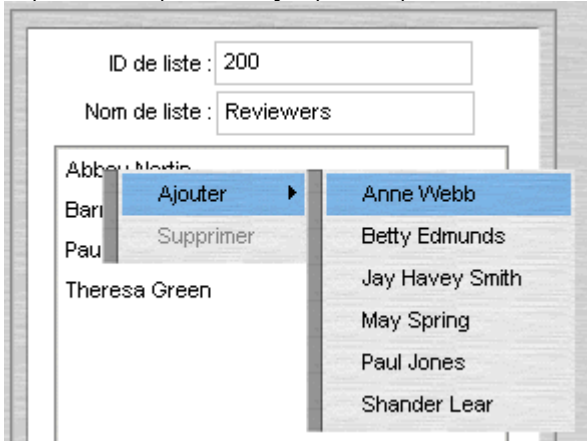 ID de liste : 200
Nom de liste : Reviewers
Ajouter
Supprimer
Theresa Green
Anne Webb
Betty Edmunds
Jay Havey Smith
May Spring
Paul Jones
Shander Lear